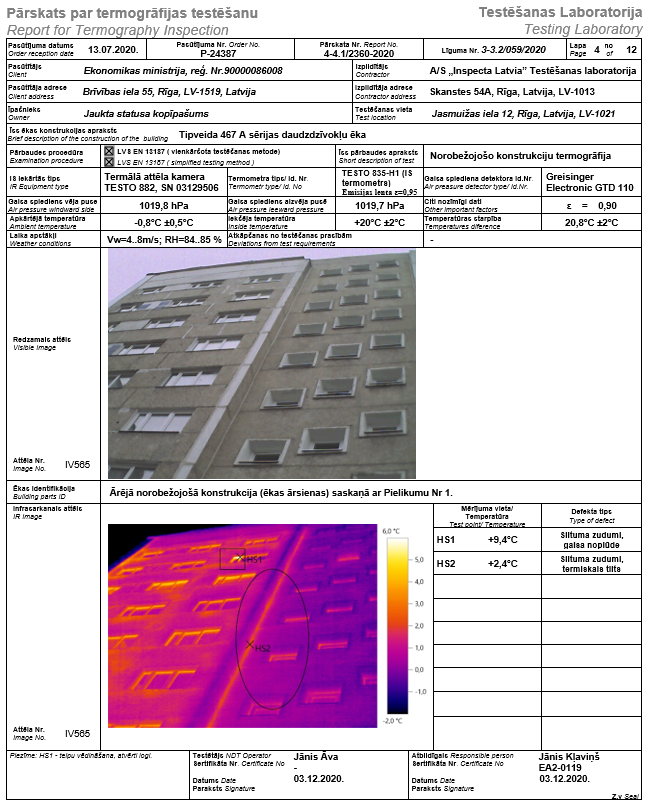 Pārskats par termogrāfijas testēšanu
Testēšanas Laboratorija
Report for Termography Inspection
Testing Laboratory
Pasūtījuma datums
Order reception date
13.07.2020.
Pasūtījuma Nr. Order No.
P-24387
Pārskata Nr. Report No.
4-4.1/2360-2020
Līguma Nr. 3-3.2/059/2020
Lapa 4 no 12
Page of
Pasūtītājs
Client
Ekonomikas ministrija, reģ. Nr.90000086008
Izpildītājs
Contractor
A/S „Inspecta Latvia” Testēšanas laboratorija
Pasūtītāja adrese
Client address
Brīvības iela 55, Rīga, LV-1519, Latvija
Izpildītāja adrese
Contractor address
Skanstes 54A, Rīga, Latvija, LV-1013
Īpašnieks
Owner
Jaukta statusa kopīpašums
Testēšanas vieta
Test location
Jasmuižas iela 12, Rīga, Latvija, LV-1021
Īss ēkas konstrukcijas apraksts
Brief description of the construction of the building
Tipveida 467 A sērijas daudzdzīvokļu ēka
Pārbaudes procedūra
Examination procedure
LVS EN 13187 ( vienkāršota testēšanas metode)
LVS EN 13187 ( simplified testing method )
Īss pārbaudes apraksts
Short description of test
Norobežojošo konstrukciju termogrāfija
IS iekārtas tips
IR Equipment type
Termālā attēla kamera
TESTO 882, SN 03129506
Termometra tips/ id. Nr
Termometr type/ id. No
TESTO 835-H1 (IS
termometrs)
Emisijas lenta ε=0,95
Gaisa spiediena detektora id.Nr
Air pressure detector type/ id.Nr.
Greisinger
Electronic GTD 110
Gaisa spiediens vēja puse
Air pressure windward side
1019,8 hPa
Gaisa spiediens aizvēja pusē
Air pressure leeward pressure
1019,7 hPa
Citi nozīmīgi dati
Other important factors
ε = 0,90
Apkārtējā temperatūra
Ambient temperature
-0,8°C ±0,5°C
Iekšēja temperatūra
Inside temperature
+20°C ±2°C
Temperatūras starpība
Temperatures diference
20,8°C ±2°C
Laika apstākļi
Weather conditions
Vw=4..8m/s; RH=84..85 %
Atkāpšanas no testēšanas prasībām
Deviations from test requirements
-
Redzamais attēls
Visible Image
Attēla Nr.
Image No.
IV565
Ēkas identifikācija
Building parts ID
Ārējā norobežojošā konstrukcija (ēkas ārsienas) saskaņā ar Pielikumu Nr 1.
Infrasarkanais attēls
IR Image
Mērījuma vieta/
Temperatūra
Test point/ Temperature
Defekta tips
Type of defect
HS1 +9,4°C
Siltuma zudumi,
gaisa noplūde
HS2 +2,4°C
Siltuma zudumi,
termiskais tilts
6,0 °C
5,0
4,0
3,0
2,0
1,0
0,0
-1,0
-2,0 °C
HS1
HS2
Attēla Nr.
Image No.
IV565
Piezīme: HS1 - telpu vēdināšana, atvērti logi.
Testētājs NDT Operator
Sertifikāta Nr. Certificate No
Jānis Āva
-
Datums Date
03.12.2020.
Paraksts Signature
Atbildīgais Responsible person
Sertifikāta Nr. Certificate No
Jānis Kļaviņš
EA2-0119
Datums Date
03.12.2020.
Paraksts Signature
Z.v Seal